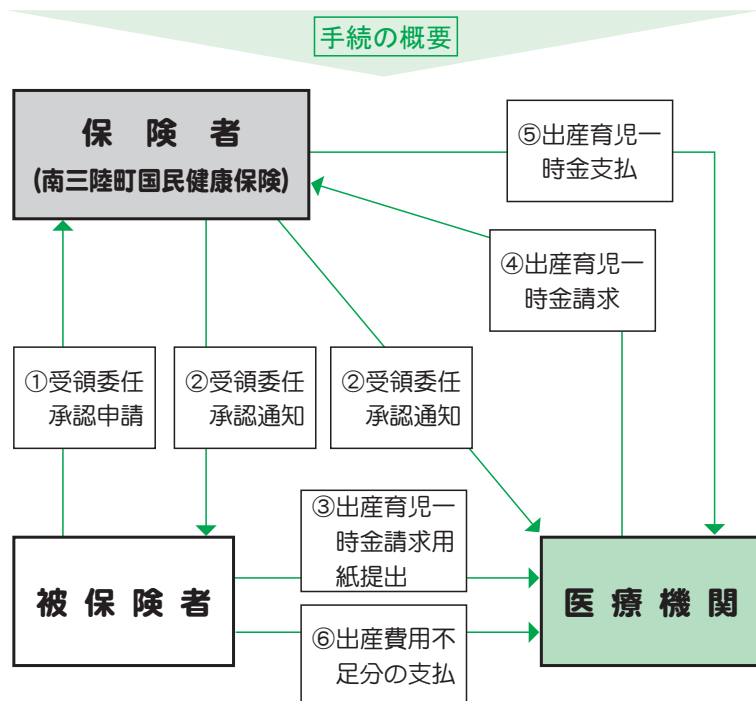 手続の概要
保険者
(南三陸町国民健康保険)
⑤出産育児一
時金支払
④出産育児一
時金請求
①受領委任
承認申請
②受領委任
承認通知
②受領委任
承認通知
③出産育児一
時金請求用
紙提出
被保険者
医療機関
⑥出産費用不
足分の支払